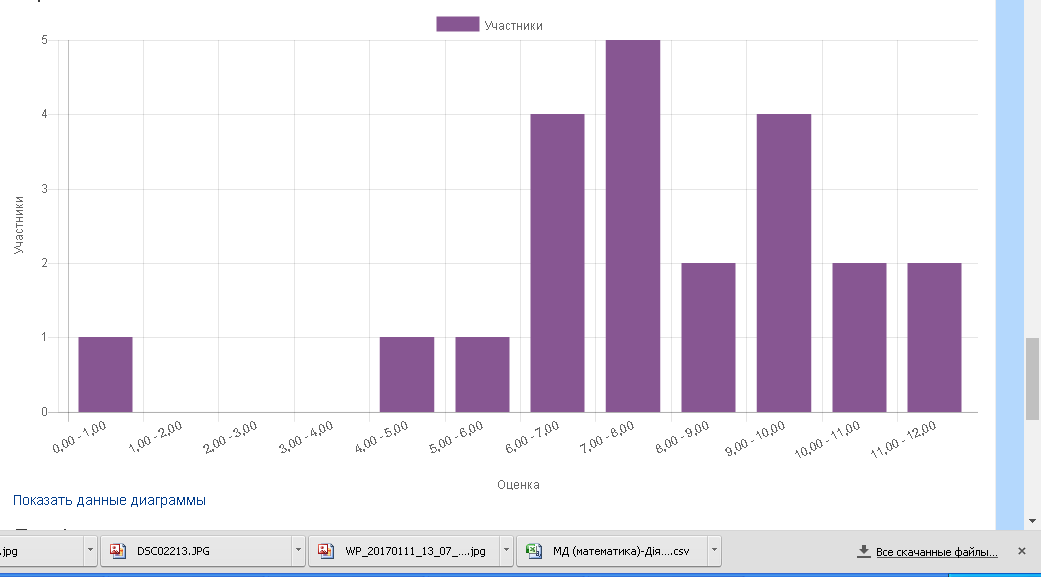 Участники
5
4
3
2
1
0
Участники
0,00 - 1,00
1,00 - 2,00
2,00 - 3,00
3,00 - 4,00
4,00 - 5,00
5,00 - 6,00
6,00 - 7,00
7,00 - 8,00
8,00 - 9,00
9,00 - 10,00
10,00 - 11,00
11,00 - 12,00
Оценка
Показать данные диаграммы
.jpg
DSC02213.JPG
WP_20170111_13_07_....jpg
МД (математика)-Дія....csv
Все скачанные файлы...